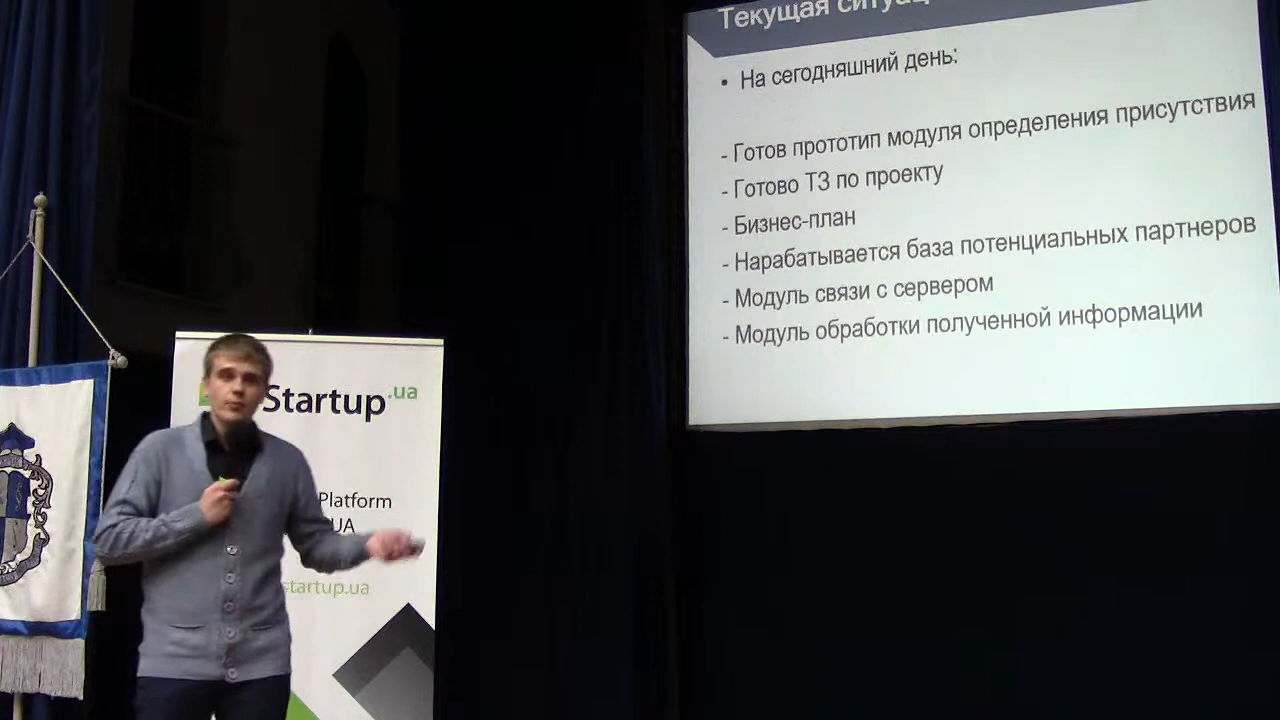 Текущая
• На сегодняшний день:
- Готов прототип модуля определения присутствия
- Готово ТЗ по проекту
- Бизнес-план
- Нарабатывается база потенциальных партнеров
- Модуль связи с сервером
- Модуль обработки полученной информации
Startup.ua
Platform
UA
startup.ua